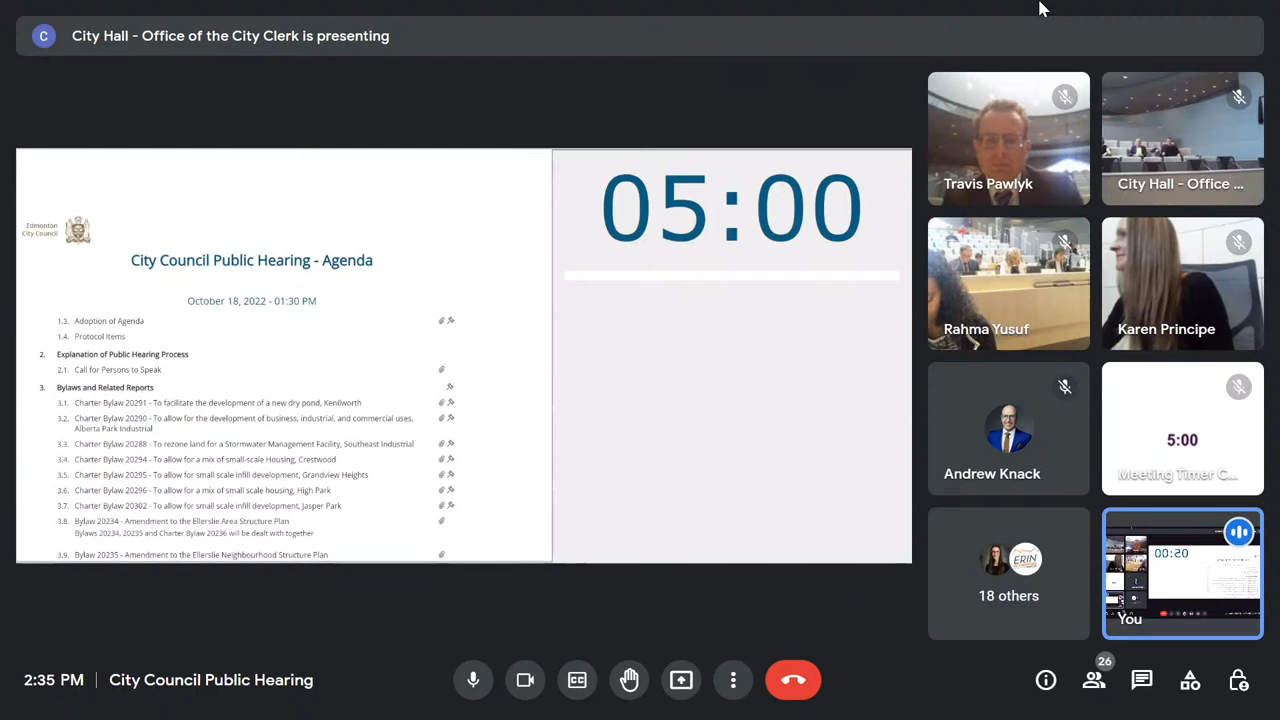 C
City Hall - Office of the City Clerk is presenting
Edmonton
City Council
City Council Public Hearing - Agenda
October 18, 2022 - 01:30 PM
1.3. Adoption of Agenda
1.4. Protocol Items
2. Explanation of Public Hearing Process
2.1. Call for Persons to Speak
3. Bylaws and Related Reports
3.1. Charter Bylaw 20291 - To facilitate the development of a new dry pond, Kenilworth
3.2. Charter Bylaw 20290 - To allow for the development of business, industrial, and commercial uses,
Alberta Park Industrial
3.3. Charter Bylaw 20288 - To rezone land for a Stormwater Management Facility, Southeast Industrial
3.4. Charter Bylaw 20294 - To allow for a mix of small-scale Housing, Crestwood
3.5. Charter Bylaw 20295 - To allow for small scale infill development, Grandview Heights
3.6. Charter Bylaw 20296 - To allow for a mix of small scale housing, High Park
3.7. Charter Bylaw 20302 - To allow for small scale infill development, Jasper Park
3.8. Bylaw 20234 - Amendment to the Ellerslie Area Structure Plan
Bylaws 20234, 20235 and Charter Bylaw 20236 will be dealt with together
3.9. Bylaw 20235 - Amendment to the Ellerslie Neighbourhood Structure Plan
05:00
Travis Pawlyk
City Hall - Office ...
Rahma Yusuf
Karen Principe
Andrew Knack
5:00
Meeting Timer C...
ERIN
18 others
00:20
You
2:35 PM | City Council Public Hearing
26